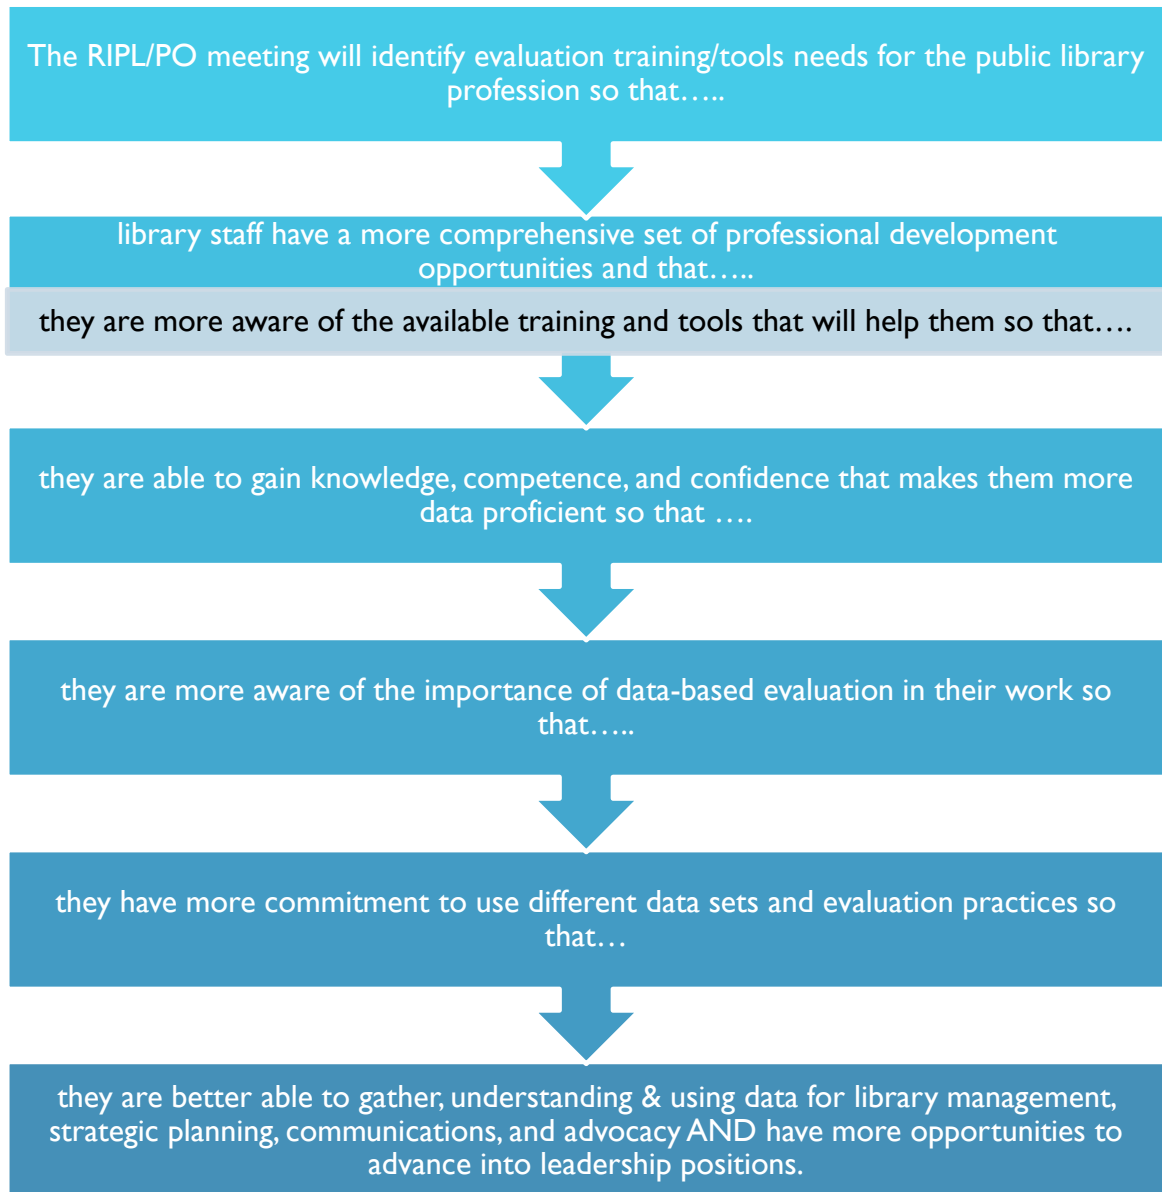 The RIPL/PO meeting will identify evaluation training/tools needs for the public library
profession so that…..
library staff have a more comprehensive set of professional development
opportunities and that…..
they are more aware of the available training and tools that will help them so that….
they are able to gain knowledge, competence, and confidence that makes them more
data proficient so that ….
they are more aware of the importance of data-based evaluation in their work so
that…..
they have more commitment to use different data sets and evaluation practices so
that…
they are better able to gather, understanding & using data for library management,
strategic planning, communications, and advocacy AND have more opportunities to
advance into leadership positions.